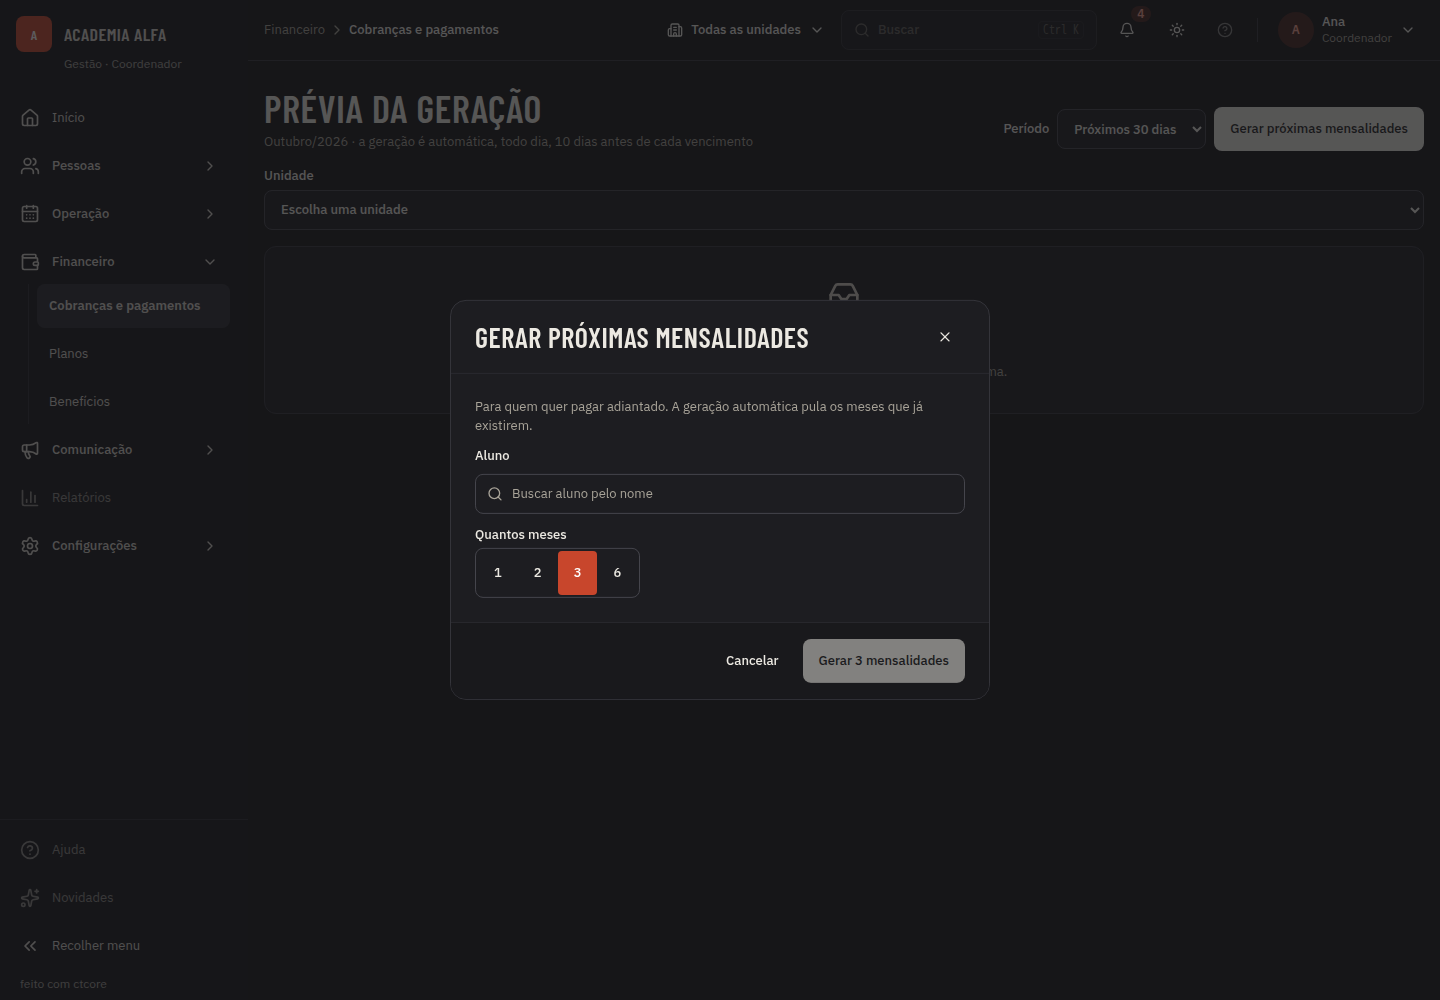 A
ACADEMIA ALFA
Gestão · Coordenador
Início
Pessoas
Operação
Financeiro
Cobranças e pagamentos
Planos
Benefícios
Comunicação
Relatórios
Configurações
Ajuda
Novidades
Recolher menu
feito com ctcore
Financeiro > Cobranças e pagamentos
Todas as unidades
Buscar
Ctrl K
4
A
Ana
Coordenador
PRÉVIA DA GERAÇÃO
Outubro/2026 · a geração é automática, todo dia, 10 dias antes de cada vencimento
Período
Próximos 30 dias
Gerar próximas mensalidades
Unidade
Escolha uma unidade
GERAR PRÓXIMAS MENSALIDADES
Para quem quer pagar adiantado. A geração automática pula os meses que já
existirem.
Aluno
Buscar aluno pelo nome
Quantos meses
1 2 3 6
Cancelar
Gerar 3 mensalidades